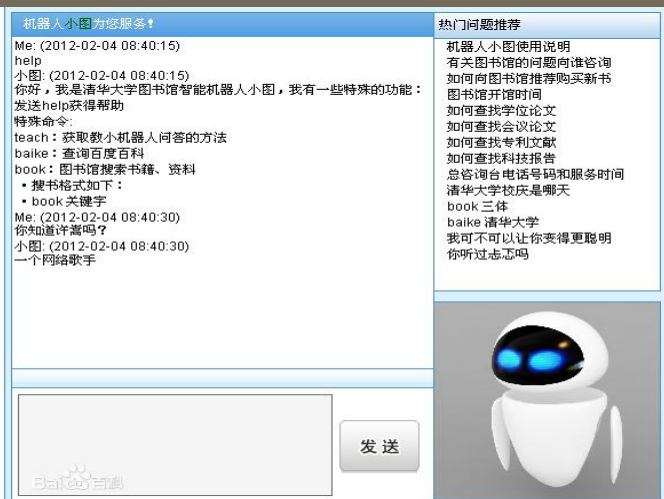 机器人小图为您服务!
Me: (2012-02-04 08:40:15)
help
小图: (2012-02-04 08:40:15)
你好，我是清华大学图书馆智能机器人小图，我有一些特殊的功能：
发送help获得帮助
特殊命令:
teach：获取教小机器人问答的方法
baike：查询百度百科
book：图书馆搜索书籍、资料
▪ 搜书格式如下：
▪ book 关键字
Me: (2012-02-04 08:40:30)
你知道许嵩吗?
小图: (2012-02-04 08:40:30)
一个网络歌手
发送
热门问题推荐
机器人小图使用说明
有关图书馆的问题向谁咨询
如何向图书馆推荐购买新书
图书馆开馆时间
如何查找学位论文
如何查找会议论文
如何查找专利文献
如何查找科技报告
总咨询台电话号码和服务时间
清华大学校庆是哪天
book 三体
baike 清华大学
我可不可以让你变得更聪明
你听过忐忑吗
Baidu百科